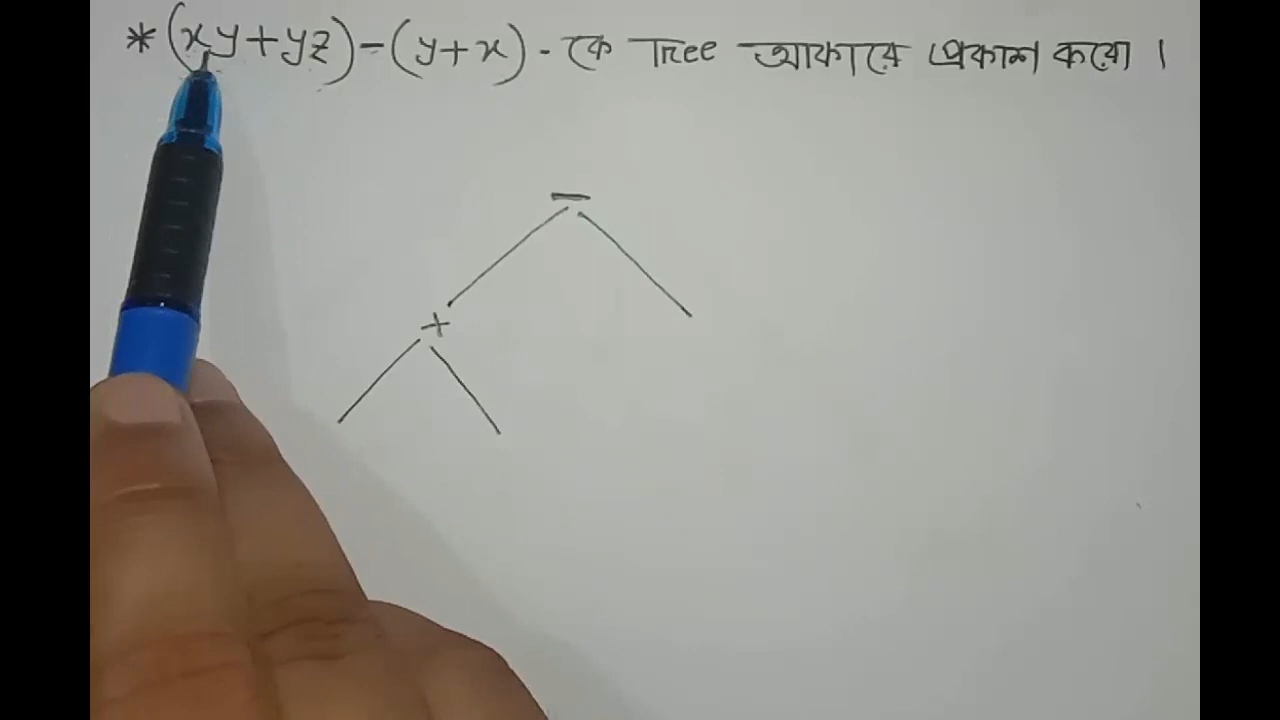 * (xy+yz) - (y+x) - কে Tree আকারে প্রকাশ করো ।
-
+